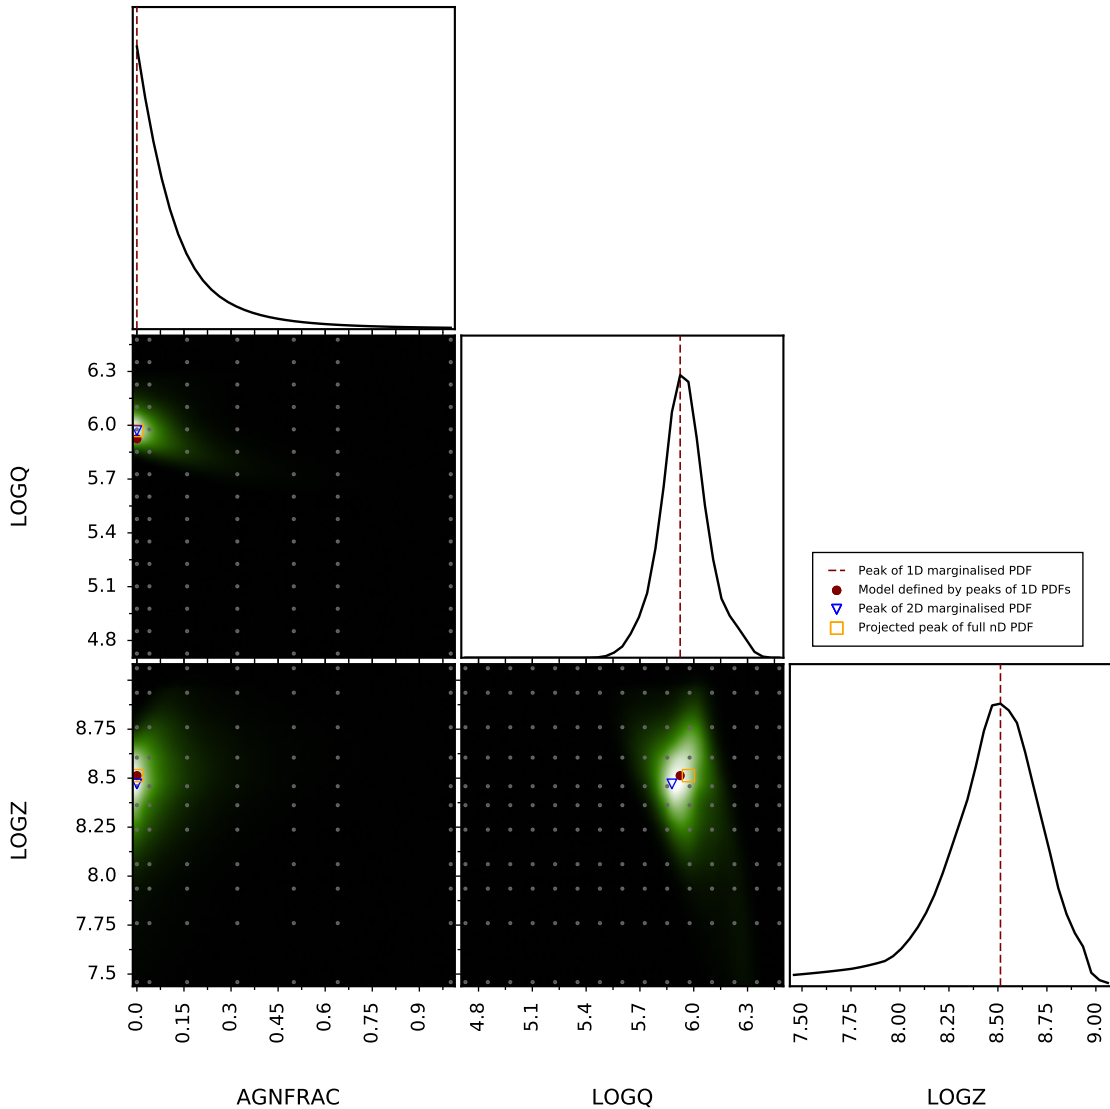 6.3
6.0
5.7
5.4
5.1
4.8
LOGQ
Peak of 1D marginalised PDF
Model defined by peaks of 1D PDFs
Peak of 2D marginalised PDF
Projected peak of full nD PDF
8.75
8.5
8.25
8.0
7.75
7.5
LOGZ
0.0 0.15 0.3 0.45 0.6 0.75 0.9
4.8 5.1 5.4 5.7 6.0 6.3
7.50 7.75 8.00 8.25 8.50 8.75 9.00
AGNFRAC
LOGQ
LOGZ